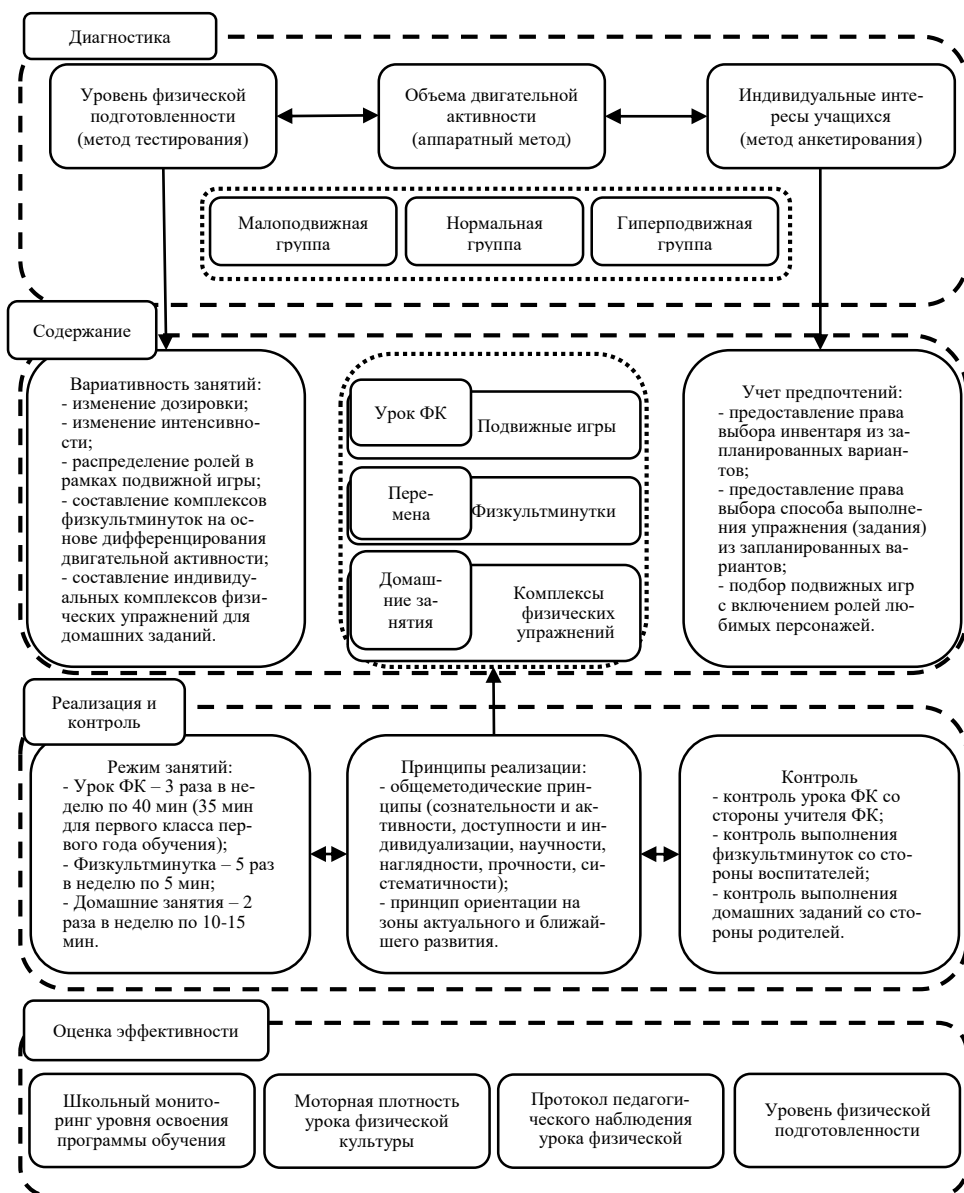 Диагностика
Уровень физической
подготовленности
(метод тестирования)
Объема двигательной
активности
(аппаратный метод)
Индивидуальные инте-
ресы учащихся
(метод анкетирования)
Малоподвижная
группа
Нормальная
группа
Гиперподвижная
группа
Содержание
Вариативность занятий:
- изменение дозировки;
- изменение интенсивно-
сти;
- распределение ролей в
рамках подвижной игры;
- составление комплексов
физкультминуток на ос-
нове дифференцирования
двигательной активности;
- составление индивиду-
альных комплексов физи-
ческих упражнений для
домашних заданий.
Урок ФК
Подвижные игры
Пере-
мена
Физкультминутки
Домаш-
ние за-
нятия
Комплексы
физических
упражнений
Учет предпочтений:
- предоставление права
выбора инвентаря из за-
планированных вариан-
тов;
- предоставление права
выбора способа выполне-
ния упражнения (задания)
из запланированных ва-
риантов;
- подбор подвижных игр
с включением ролей лю-
бимых персонажей.
Реализация и
контроль
Режим занятий:
- Урок ФК – 3 раза в не-
делю по 40 мин (35 мин
для первого класса пер-
вого года обучения);
- Физкультминутка – 5 раз
в неделю по 5 мин;
- Домашние занятия – 2
раза в неделю по 10-15
мин.
Принципы реализации:
- общеметодические прин-
ципы (сознательности и ак-
тивности, доступности и ин-
дивидуализации, научности,
наглядности, прочности, си-
стематичности);
- принцип ориентации на
зоны актуального и ближай-
шего развития.
Контроль
- контроль урока ФК со
стороны учителя ФК;
- контроль выполнения
физкультминуток со сто-
роны воспитателей;
- контроль выполнения
домашних заданий со сто-
роны родителей.
Оценка эффективности
Школьный монито-
ринг уровня освоения
программы обучения
Моторная плотность
урока физической
культуры
Протокол педагоги-
ческого наблюдения
урока физической
Уровень физической
подготовленности